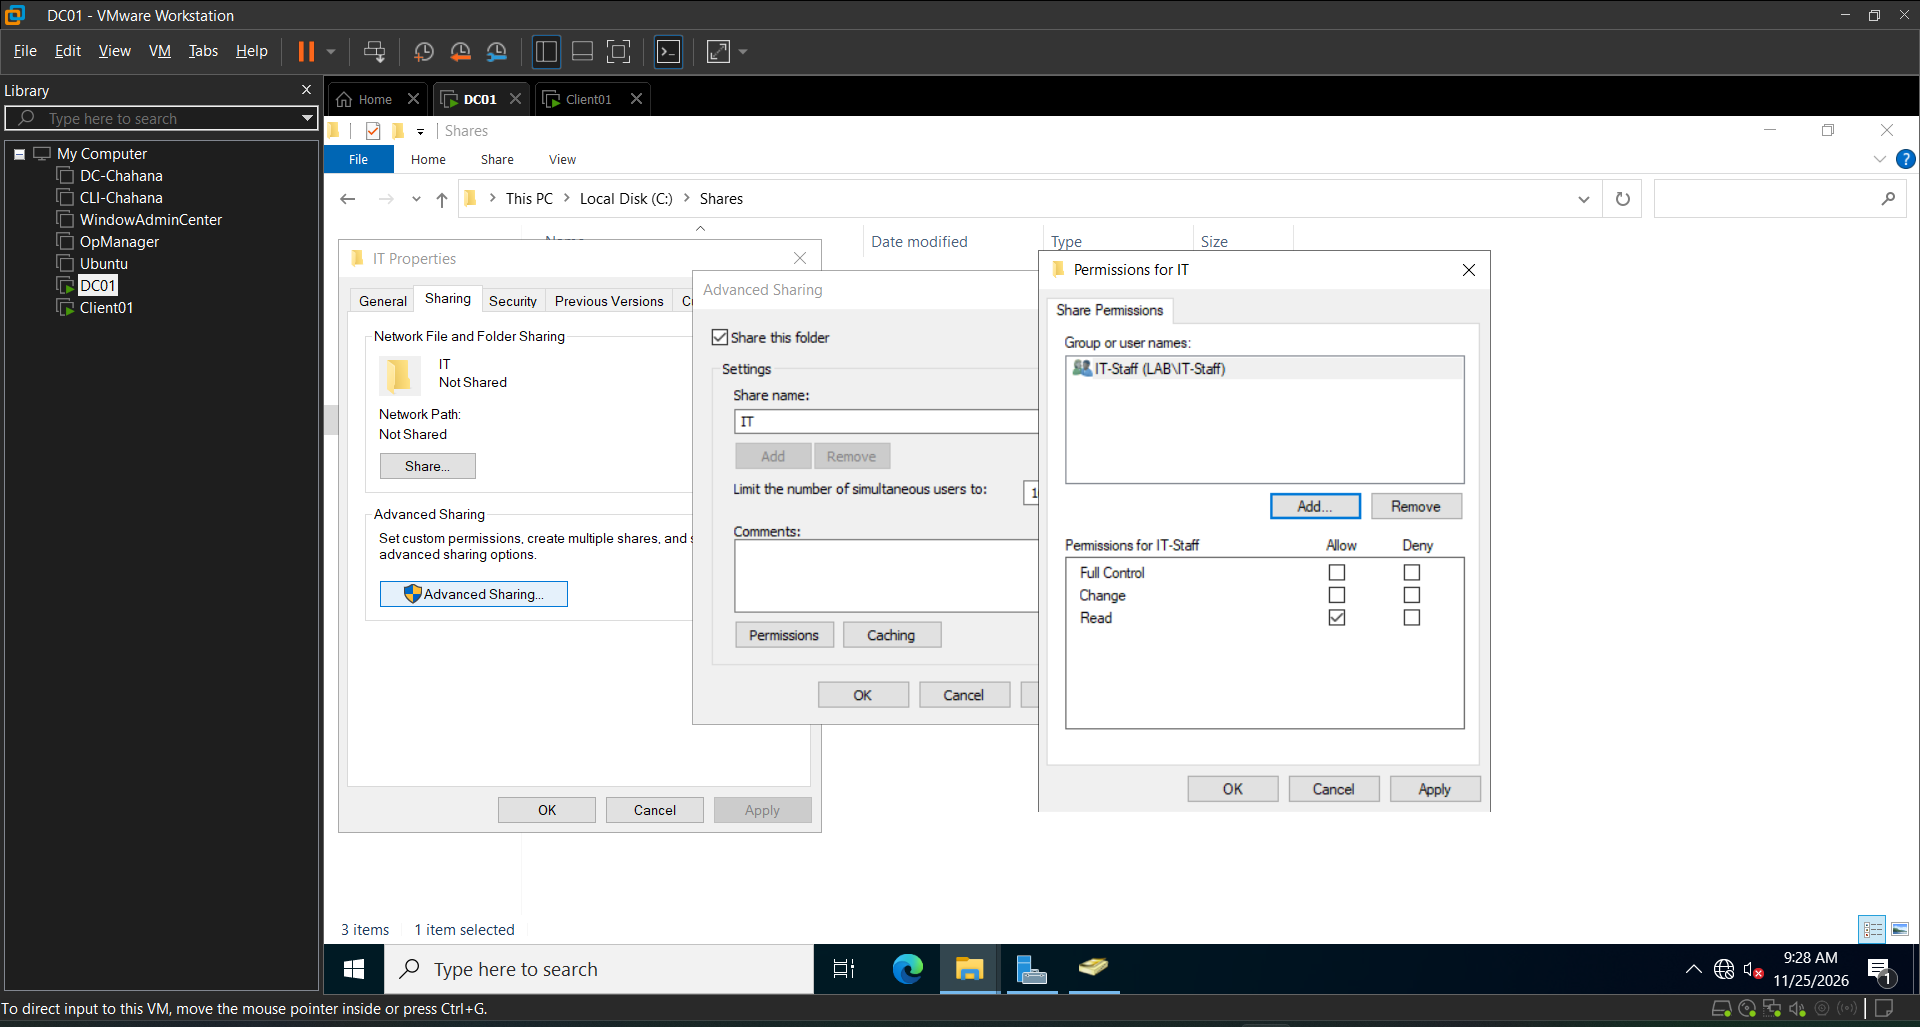 DC01 - VMware Workstation
File Edit View VM Tabs Help
Library
Type here to search
My Computer
DC-Chahana
CLI-Chahana
WindowAdminCenter
OpManager
Ubuntu
DC01
Client01
Home DC01 Client01
Shares
File Home Share View
This PC Local Disk (C:) Shares
Date modified Type Size
IT Properties
General Sharing Security Previous Versions
Network File and Folder Sharing
IT
Not Shared
Network Path:
Not Shared
Share...
Advanced Sharing
Set custom permissions, create multiple shares, and
advanced sharing options.
Advanced Sharing...
OK Cancel Apply
Advanced Sharing
Share this folder
Settings
Share name:
IT
Add Remove
Limit the number of simultaneous users to:
Comments:
Permissions Caching
OK Cancel
Permissions for IT
Share Permissions
Group or user names:
IT-Staff (LAB\IT-Staff)
Add... Remove
Permissions for IT-Staff Allow Deny
Full Control
Change
Read
OK Cancel Apply
3 items 1 item selected
Type here to search
9:28 AM
11/25/2026
1
To direct input to this VM, move the mouse pointer inside or press Ctrl+G.